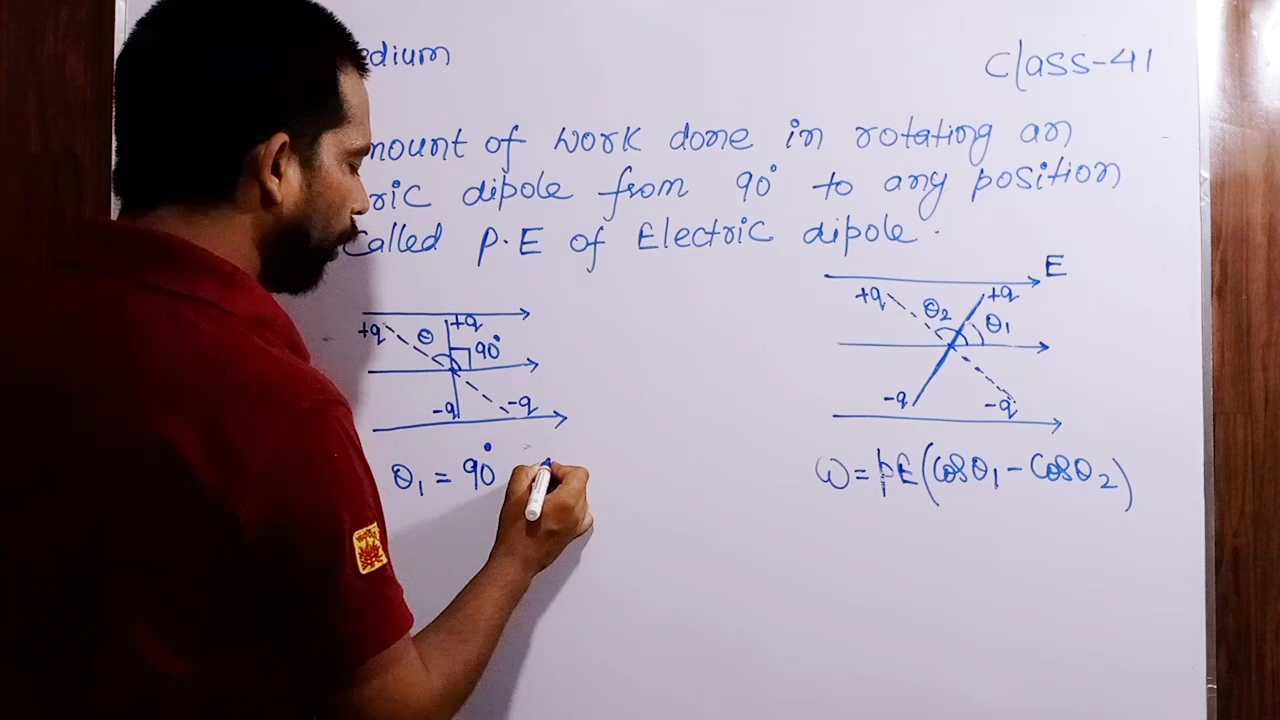 edium
Class-41
mount of work done in rotating an
ric dipole from 90° to any position
Called P.E of Electric dipole.
E
+q θ +q 90°
-q -q
+q θ2 +q θ1
-q -q
θ1 = 90°
W = pE(Cosθ1 - Cosθ2)